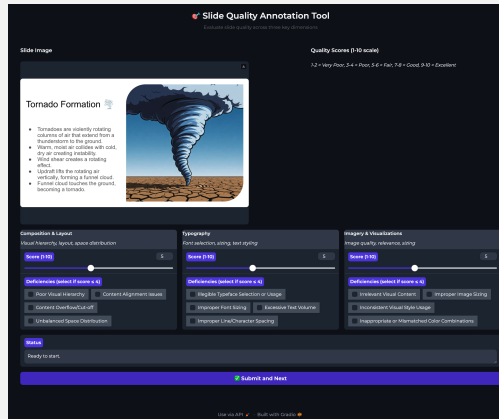 🎯 Slide Quality Annotation Tool
Evaluate slide quality across three key dimensions
Slide Image
Quality Scores (1-10 scale)
1-2 = Very Poor, 3-4 = Poor, 5-6 = Fair, 7-8 = Good, 9-10 = Excellent
Tornado Formation 🌪️
● Tornadoes are violently rotating
columns of air that extend from a
thunderstorm to the ground.
● Warm, moist air collides with cold,
dry air creating instability.
● Wind shear creates a rotating
effect.
● Updraft lifts the rotating air
vertically, forming a funnel cloud.
● Funnel cloud touches the ground,
becoming a tornado.
Composition & Layout
Visual hierarchy, layout, space distribution
Score (1-10)
5
Deficiencies (select if score ≤ 4)
Poor Visual Hierarchy
Content Alignment Issues
Content Overflow/Cut-off
Unbalanced Space Distribution
Typography
Font selection, sizing, text styling
Score (1-10)
5
Deficiencies (select if score ≤ 4)
Illegible Typeface Selection or Usage
Improper Font Sizing
Excessive Text Volume
Improper Line/Character Spacing
Imagery & Visualizations
Image quality, relevance, sizing
Score (1-10)
5
Deficiencies (select if score ≤ 4)
Irrelevant Visual Content
Improper Image Sizing
Inconsistent Visual Style Usage
Inappropriate or Mismatched Color Combinations
Status
Ready to start.
✅ Submit and Next
Use via API
Built with Gradio